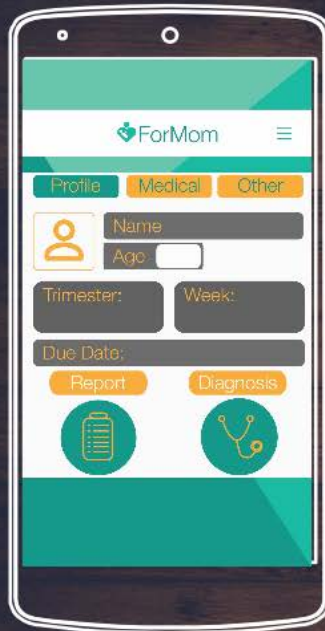 ForMom
Profile Medical Other
Name
Age
Trimester: Week:
Due Date:
Report Diagnosis